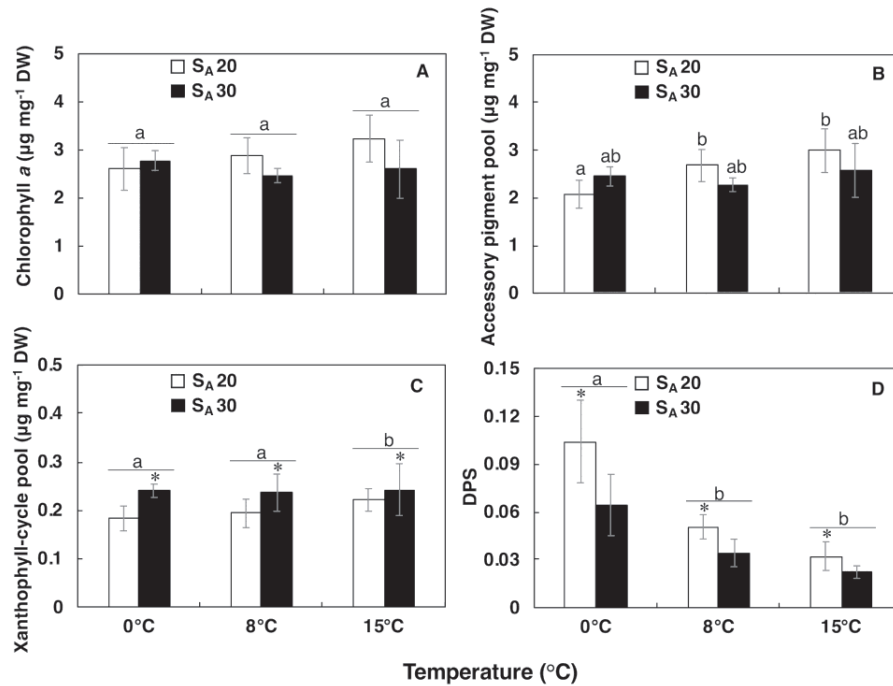 Chlorophyll a (µg mg⁻¹ DW)
5
4
3
2
1
0
S_A 20
S_A 30
A
a
a
a
Accessory pigment pool (µg mg⁻¹ DW)
5
4
3
2
1
0
S_A 20
S_A 30
B
a
ab
b
ab
b
ab
Xanthophyll-cycle pool (µg mg⁻¹ DW)
0.5
0.4
0.3
0.2
0.1
0
S_A 20
S_A 30
C
a
*
a
*
b
*
0°C
8°C
15°C
DPS
0.15
0.12
0.09
0.06
0.03
0
S_A 20
S_A 30
D
a
*
b
*
b
*
0°C
8°C
15°C
Temperature (°C)